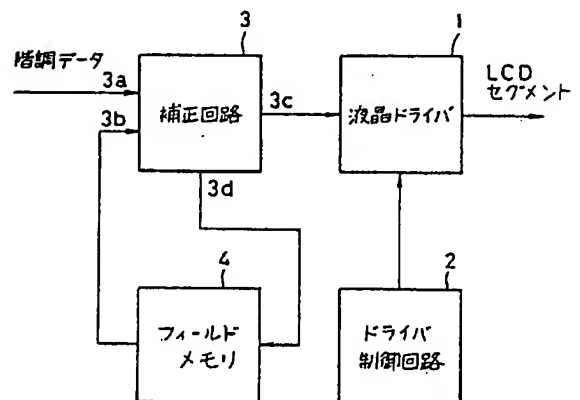 3
1
階調データ
3a
3b
補正回路
3c
液晶ドライバ
LCD
セグメント
3d
4
2
フィールド
メモリ
ドライバ
制御回路